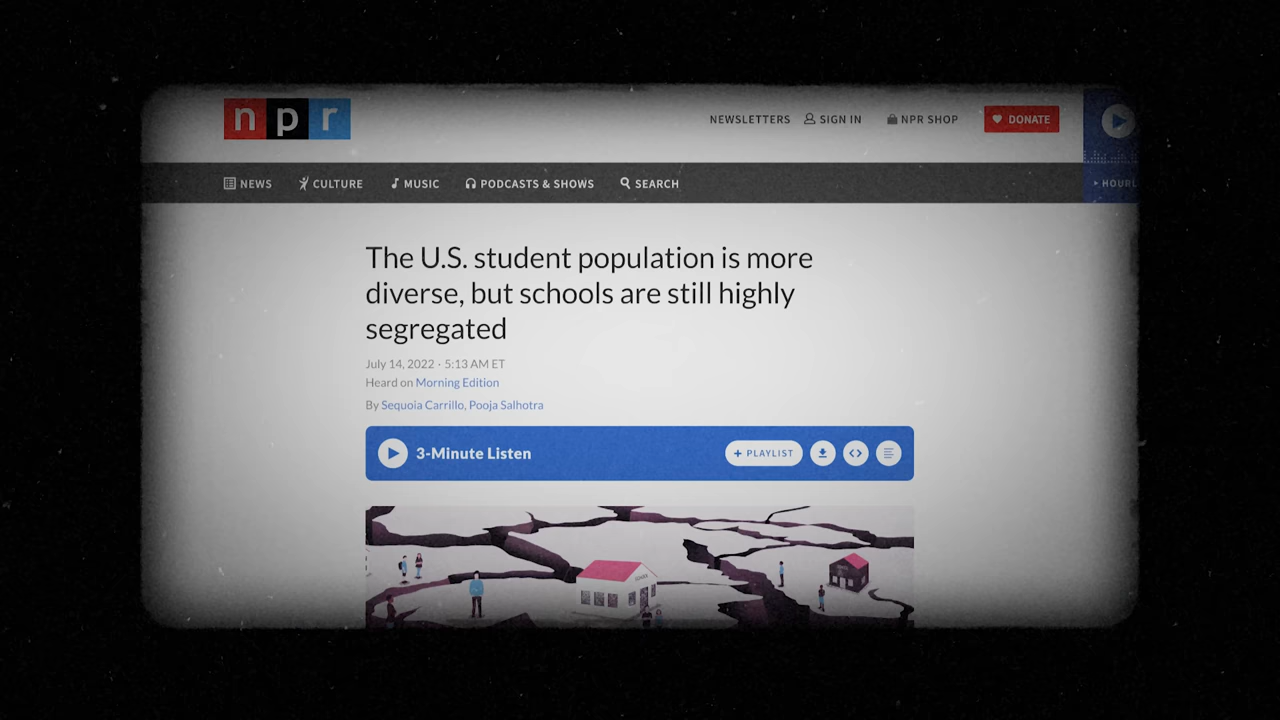 npr
NEWSLETTERS SIGN IN NPR SHOP DONATE
NEWS CULTURE MUSIC PODCASTS & SHOWS SEARCH
The U.S. student population is more
diverse, but schools are still highly
segregated
July 14, 2022 · 5:13 AM ET
Heard on Morning Edition
By Sequoia Carrillo, Pooja Salhotra
3-Minute Listen
+ PLAYLIST